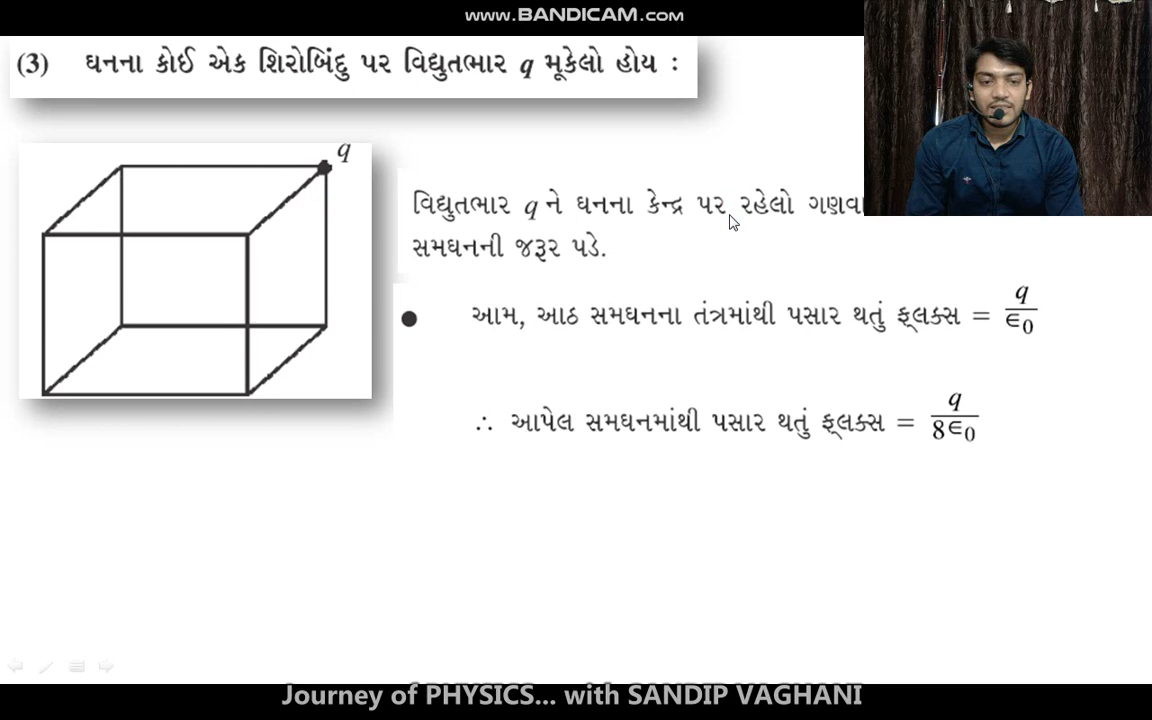 www.BANDICAM.com
(3) ઘનના કોઈ એક શિરોબિંદુ પર વિદ્યુતભાર q મૂકેલો હોય :
q
વિદ્યુતભાર q ને ઘનના કેન્દ્ર પર રહેલો ગણવા
સમઘનની જરૂર પડે.
● આમ, આઠ સમઘનના તંત્રમાંથી પસાર થતું ફ્લક્સ = q/∈0
∴ આપેલ સમઘનમાંથી પસાર થતું ફ્લક્સ = q/8∈0
Journey of PHYSICS... with SANDIP VAGHANI